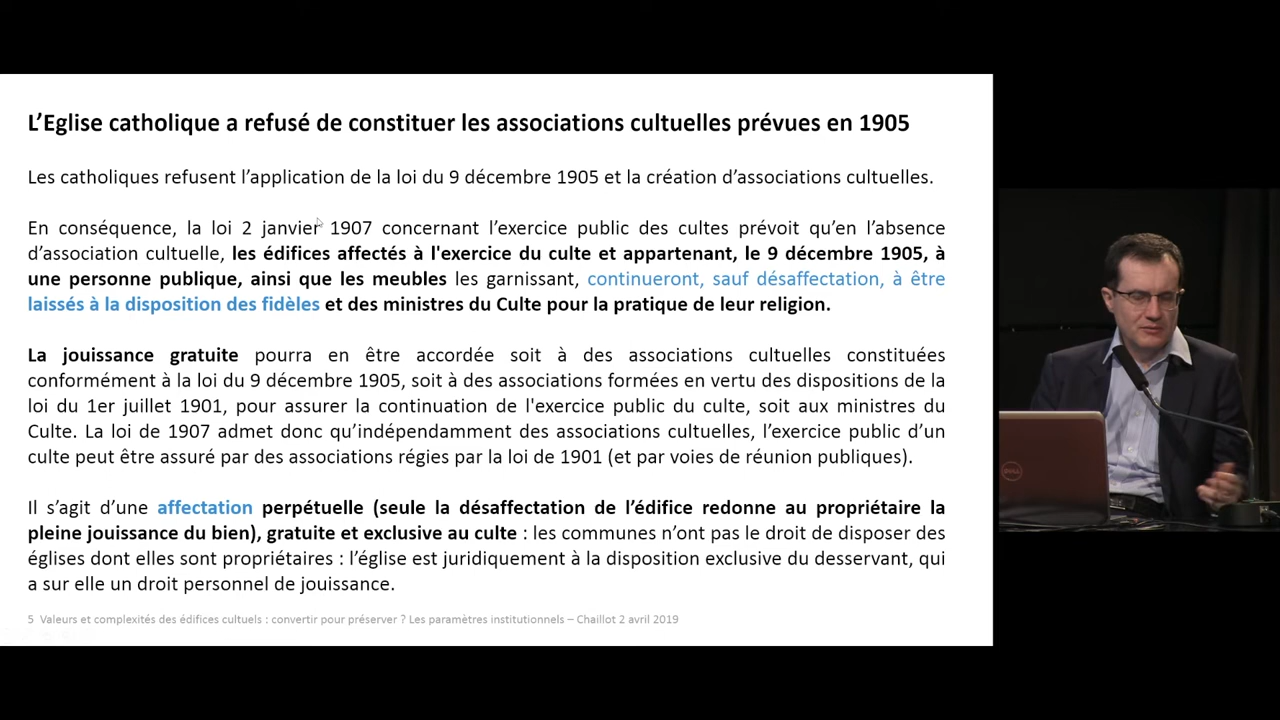 L’Eglise catholique a refusé de constituer les associations cultuelles prévues en 1905
Les catholiques refusent l’application de la loi du 9 décembre 1905 et la création d’associations cultuelles.
En conséquence, la loi 2 janvier 1907 concernant l’exercice public des cultes prévoit qu’en l’absence
d’association cultuelle, les édifices affectés à l'exercice du culte et appartenant, le 9 décembre 1905, à
une personne publique, ainsi que les meubles les garnissant, continueront, sauf désaffectation, à être
laissés à la disposition des fidèles et des ministres du Culte pour la pratique de leur religion.
La jouissance gratuite pourra en être accordée soit à des associations cultuelles constituées
conformément à la loi du 9 décembre 1905, soit à des associations formées en vertu des dispositions de la
loi du 1er juillet 1901, pour assurer la continuation de l'exercice public du culte, soit aux ministres du
Culte. La loi de 1907 admet donc qu’indépendamment des associations cultuelles, l’exercice public d’un
culte peut être assuré par des associations régies par la loi de 1901 (et par voies de réunion publiques).
Il s’agit d’une affectation perpétuelle (seule la désaffectation de l’édifice redonne au propriétaire la
pleine jouissance du bien), gratuite et exclusive au culte : les communes n’ont pas le droit de disposer des
églises dont elles sont propriétaires : l’église est juridiquement à la disposition exclusive du desservant, qui
a sur elle un droit personnel de jouissance.
5 Valeurs et complexités des édifices cultuels : convertir pour préserver ? Les paramètres institutionnels – Chaillot 2 avril 2019
DELL